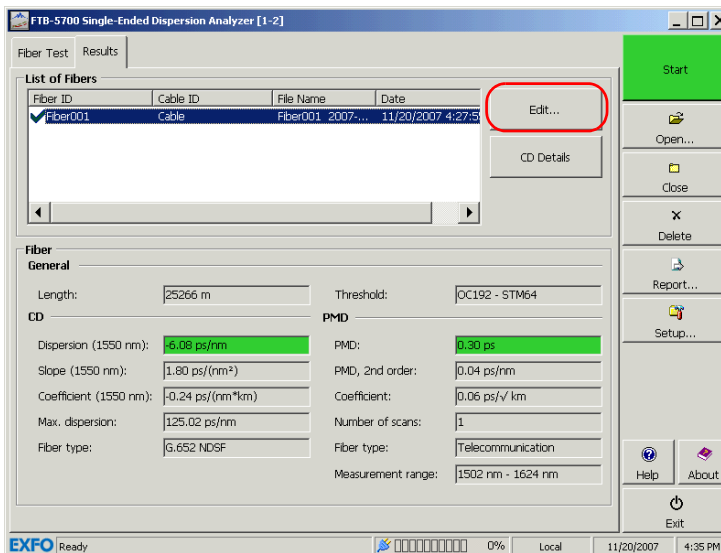 FTB-5700 Single-Ended Dispersion Analyzer [1-2]
Fiber Test Results
List of Fibers
Fiber ID Cable ID File Name Date
Fiber001 Cable Fiber001 2007-... 11/20/2007 4:27:5
Edit...
CD Details
Fiber
General
Length: 25266 m Threshold: OC192 - STM64
CD PMD
Dispersion (1550 nm): -6.08 ps/nm PMD: 0.30 ps
Slope (1550 nm): 1.80 ps/(nm²) PMD, 2nd order: 0.04 ps/nm
Coefficient (1550 nm): -0.24 ps/(nm*km) Coefficient: 0.06 ps/√ km
Max. dispersion: 125.02 ps/nm Number of scans: 1
Fiber type: G.652 NDSF Fiber type: Telecommunication
Measurement range: 1502 nm - 1624 nm
Start
Open...
Close
Delete
Report...
Setup...
Help About
Exit
EXFO Ready 0% Local 11/20/2007 4:35 PM